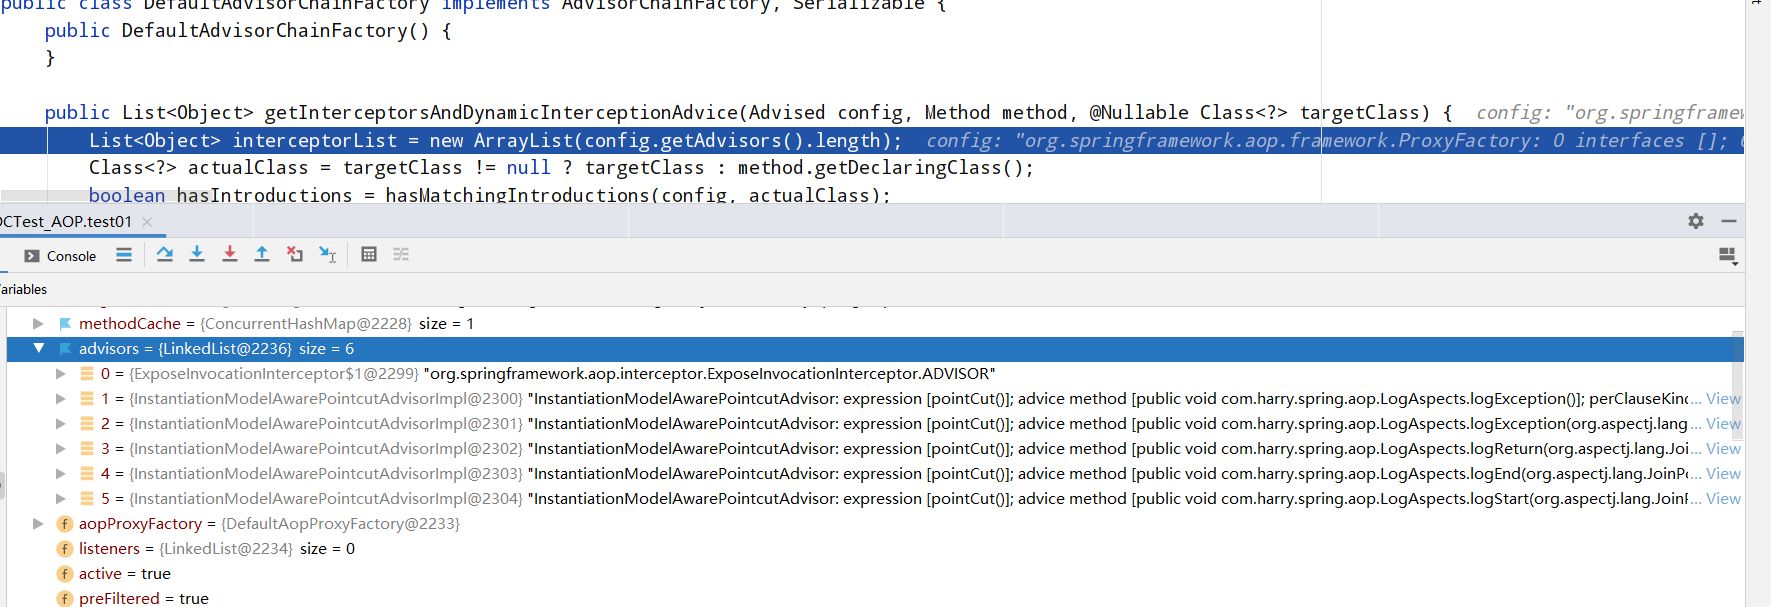 public class DefaultAdvisorChainFactory implements AdvisorChainFactory, Serializable {
public DefaultAdvisorChainFactory() {
}
public List<Object> getInterceptorsAndDynamicInterceptionAdvice(Advised config, Method method, @Nullable Class<?> targetClass) { config: "org.springframew
List<Object> interceptorList = new ArrayList(config.getAdvisors().length); config: "org.springframework.aop.framework.ProxyFactory: 0 interfaces [];
Class<?> actualClass = targetClass != null ? targetClass : method.getDeclaringClass();
boolean hasIntroductions = hasMatchingIntroductions(config, actualClass);
OCTest_AOP.test01
Console
ariables
methodCache = {ConcurrentHashMap@2228} size = 1
advisors = {LinkedList@2236} size = 6
0 = {ExposeInvocationInterceptor$1@2299} "org.springframework.aop.interceptor.ExposeInvocationInterceptor.ADVISOR"
1 = {InstantiationModelAwarePointcutAdvisorImpl@2300} "InstantiationModelAwarePointcutAdvisor: expression [pointCut()]; advice method [public void com.harry.spring.aop.LogAspects.logException()]; perClauseKind... View
2 = {InstantiationModelAwarePointcutAdvisorImpl@2301} "InstantiationModelAwarePointcutAdvisor: expression [pointCut()]; advice method [public void com.harry.spring.aop.LogAspects.logException(org.aspectj.lang... View
3 = {InstantiationModelAwarePointcutAdvisorImpl@2302} "InstantiationModelAwarePointcutAdvisor: expression [pointCut()]; advice method [public void com.harry.spring.aop.LogAspects.logReturn(org.aspectj.lang.Joi... View
4 = {InstantiationModelAwarePointcutAdvisorImpl@2303} "InstantiationModelAwarePointcutAdvisor: expression [pointCut()]; advice method [public void com.harry.spring.aop.LogAspects.logEnd(org.aspectj.lang.JoinPo... View
5 = {InstantiationModelAwarePointcutAdvisorImpl@2304} "InstantiationModelAwarePointcutAdvisor: expression [pointCut()]; advice method [public void com.harry.spring.aop.LogAspects.logStart(org.aspectj.lang.JoinP... View
aopProxyFactory = {DefaultAopProxyFactory@2233}
listeners = {LinkedList@2234} size = 0
active = true
preFiltered = true